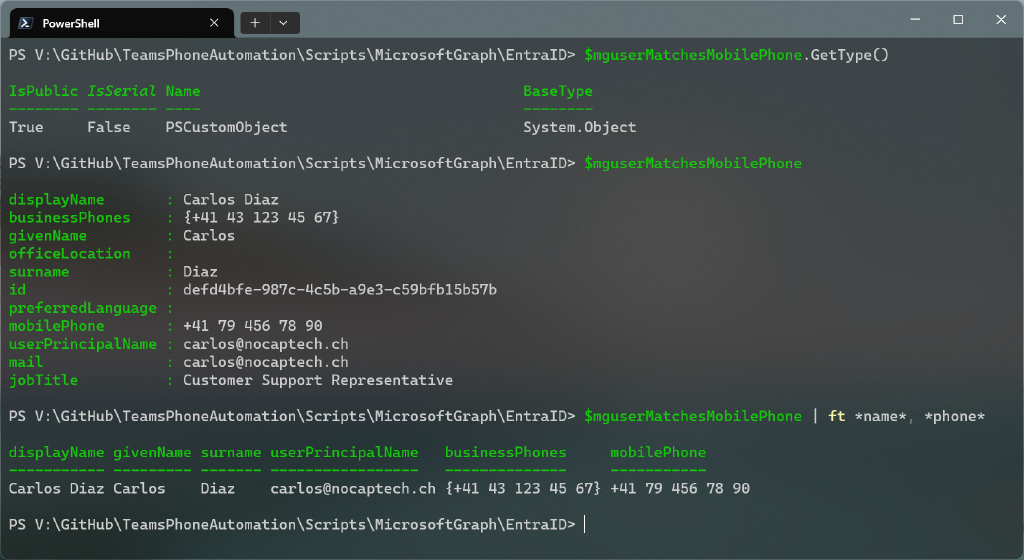 PowerShell
PS V:\GitHub\TeamsPhoneAutomation\Scripts\MicrosoftGraph\EntraID> $mguserMatchesMobilePhone.GetType()
IsPublic IsSerial Name                                     BaseType
-------- -------- ----                                     --------
True     False    PSCustomObject                           System.Object
PS V:\GitHub\TeamsPhoneAutomation\Scripts\MicrosoftGraph\EntraID> $mguserMatchesMobilePhone
displayName       : Carlos Diaz
businessPhones    : {+41 43 123 45 67}
givenName         : Carlos
officeLocation    :
surname           : Diaz
id                : defd4bfe-987c-4c5b-a9e3-c59bfb15b57b
preferredLanguage :
mobilePhone       : +41 79 456 78 90
userPrincipalName : carlos@nocaptech.ch
mail              : carlos@nocaptech.ch
jobTitle          : Customer Support Representative
PS V:\GitHub\TeamsPhoneAutomation\Scripts\MicrosoftGraph\EntraID> $mguserMatchesMobilePhone | ft *name*, *phone*
displayName givenName surname userPrincipalName   businessPhones     mobilePhone
----------- --------- ------- -----------------   --------------     -----------
Carlos Diaz Carlos    Diaz    carlos@nocaptech.ch {+41 43 123 45 67} +41 79 456 78 90
PS V:\GitHub\TeamsPhoneAutomation\Scripts\MicrosoftGraph\EntraID>